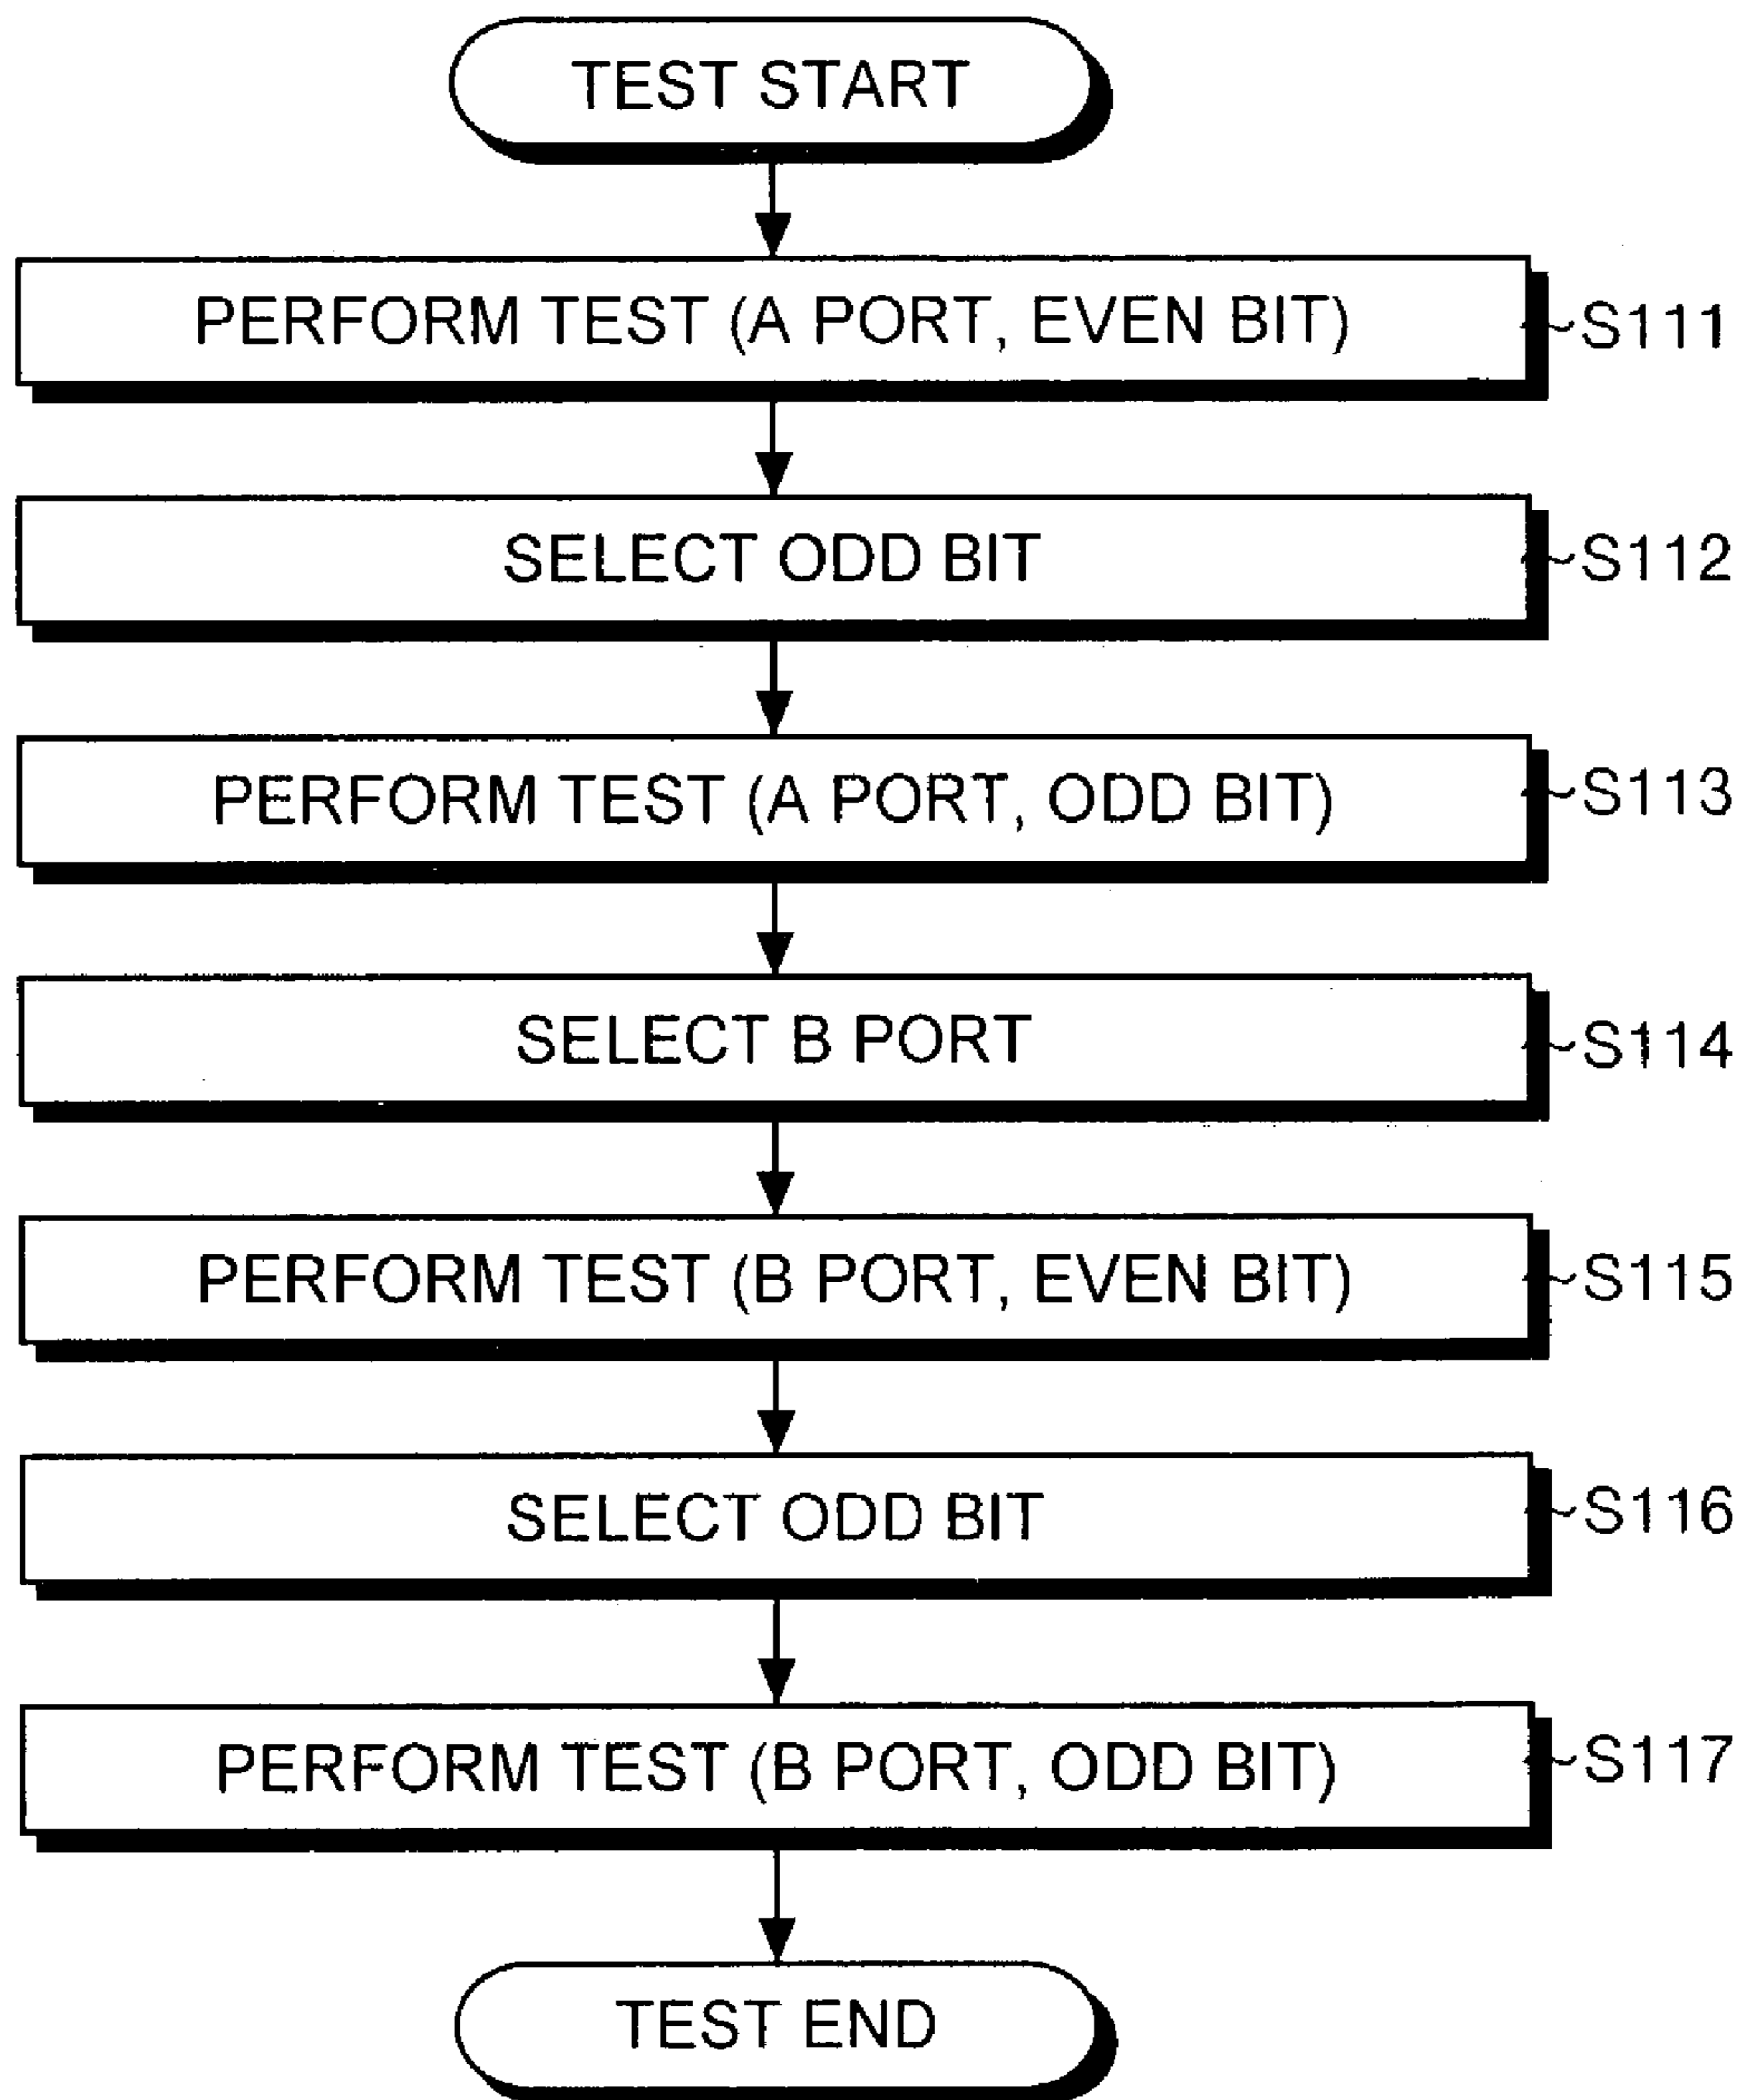 TEST START
PERFORM TEST (A PORT, EVEN BIT)
S111
SELECT ODD BIT
S112
PERFORM TEST (A PORT, ODD BIT)
S113
SELECT B PORT
S114
PERFORM TEST (B PORT, EVEN BIT)
S115
SELECT ODD BIT
S116
PERFORM TEST (B PORT, ODD BIT)
S117
TEST END